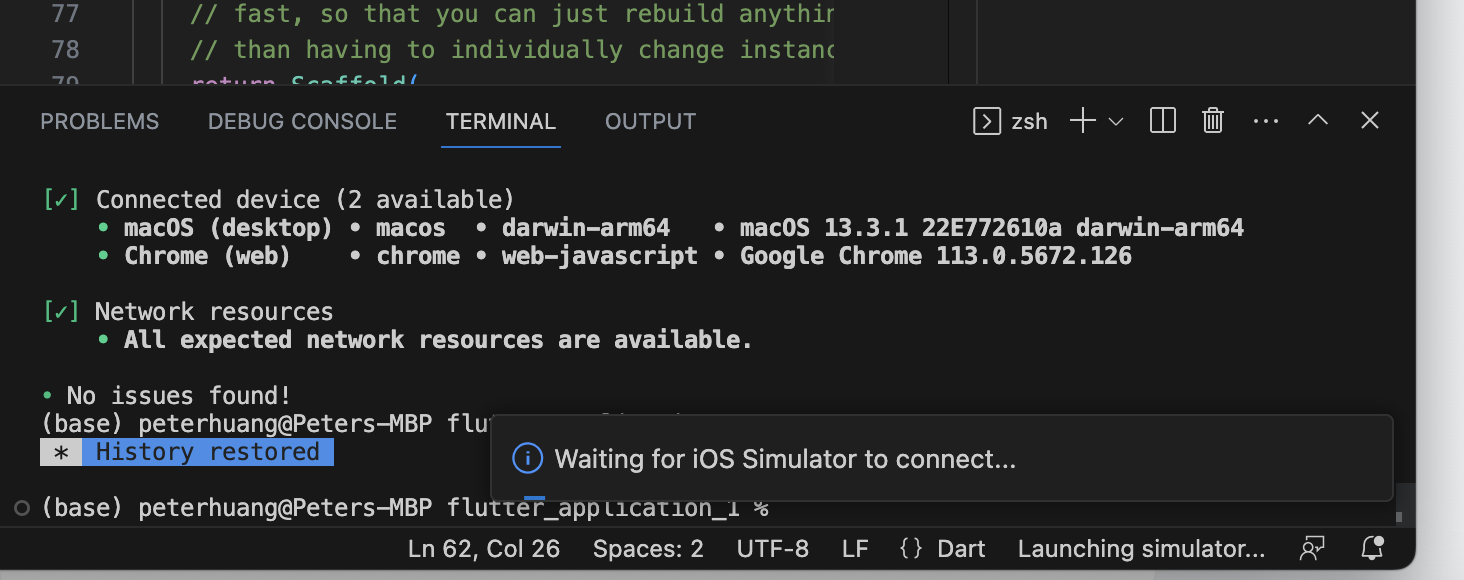 77 // fast, so that you can just rebuild anythin
78 // than having to individually change instanc
79 return Scaffold(
PROBLEMS DEBUG CONSOLE TERMINAL OUTPUT zsh
[✓] Connected device (2 available)
• macOS (desktop) • macos • darwin-arm64 • macOS 13.3.1 22E772610a darwin-arm64
• Chrome (web) • chrome • web-javascript • Google Chrome 113.0.5672.126
[✓] Network resources
• All expected network resources are available.
• No issues found!
(base) peterhuang@Peters-MBP flu
* History restored
Waiting for iOS Simulator to connect...
(base) peterhuang@Peters-MBP flutter_application_1 %
Ln 62, Col 26 Spaces: 2 UTF-8 LF {} Dart Launching simulator...